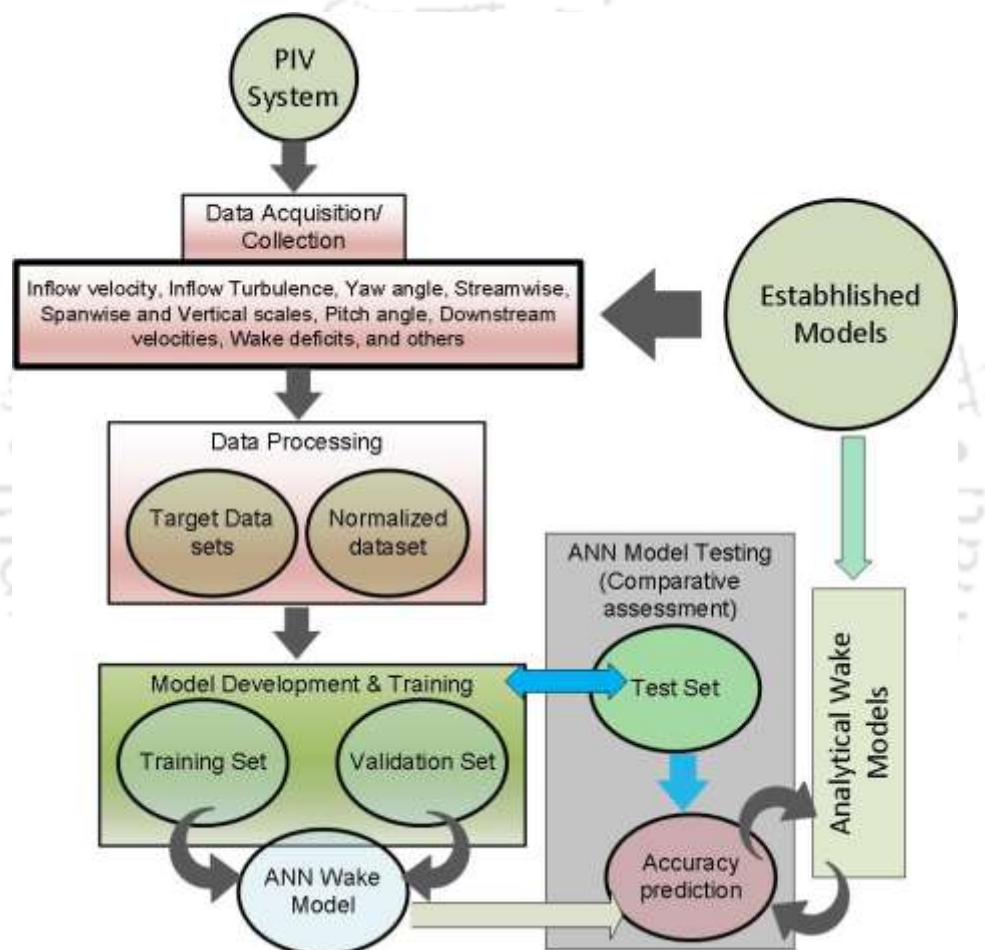 PIV
System
Data Acquisition/
Collection
Inflow velocity, Inflow Turbulence, Yaw angle, Streamwise,
Spanwise and Vertical scales, Pitch angle, Downstream
velocities, Wake deficits, and others
Estabhlished
Models
Data Processing
Target Data
sets
Normalized
dataset
ANN Model Testing
(Comparative
assessment)
Model Development & Training
Training Set
Validation Set
Test Set
Analytical Wake
Models
ANN Wake
Model
Accuracy
prediction